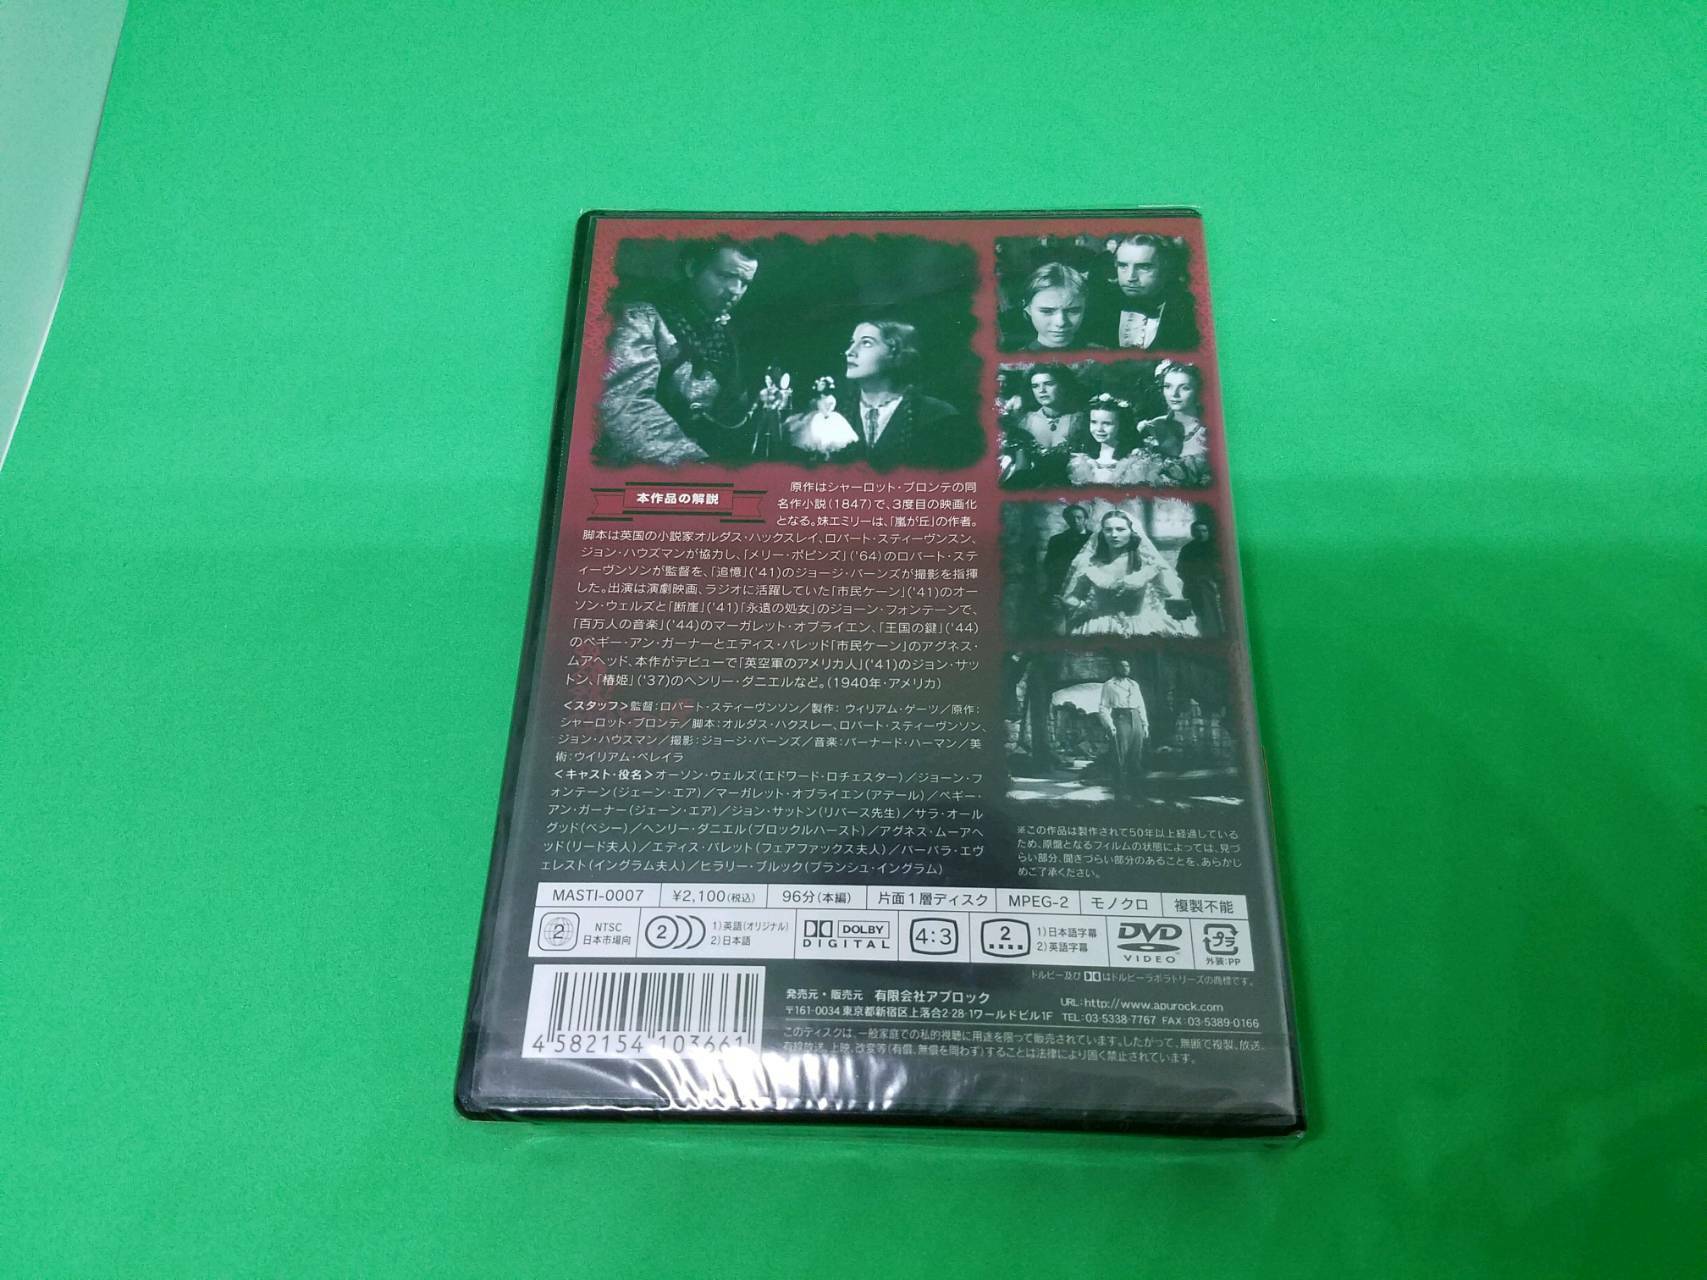 本作品の解説
原作はシャーロット・ブロンテの同
名作小説(1847)で、3度目の映画化
となる。妹エミリーは、「嵐が丘」の作者。
脚本は英国の小説家オルダス・ハックスレイ、ロバート・スティーヴンスン、
ジョン・ハウズマンが協力し、「メリー・ポピンズ」('64)のロバート・ステ
ィーヴンソンが監督を、「追憶」('41)のジョージ・バーンズが撮影を指揮
した。出演は演劇映画、ラジオに活躍していた「市民ケーン」('41)のオー
ソン・ウェルズと「断崖」('41)「永遠の処女」のジョーン・フォンテーンで、
「百万人の音楽」('44)のマーガレット・オブライエン、「王国の鍵」('44)
のペギー・アン・ガーナーとエディス・バレッド「市民ケーン」のアグネス・
ムアヘッド、本作がデビューで「英空軍のアメリカ人」('41)のジョン・サッ
トン、「椿姫」('37)のヘンリー・ダニエルなど。(1940年・アメリカ)
<スタッフ>監督:ロバート・スティーヴンソン/製作: ウィリアム・ゲーツ/原作:
シャーロット・ブロンテ/脚本:オルダス・ハクスレー、ロバート・スティーヴンソン、
ジョン・ハウスマン/撮影:ジョージ・バーンズ/音楽:バーナード・ハーマン/美
術:ウイリアム・ペレイラ
<キャスト・役名>オーソン・ウェルズ(エドワード・ロチェスター)/ジョーン・フ
ォンテーン(ジェーン・エア)/マーガレット・オブライエン(アデール)/ペギー・
アン・ガーナー(ジェーン・エア)/ジョン・サットン(リバース先生)/サラ・オール
グッド(ベシー)/ヘンリー・ダニエル(ブロックルハースト)/アグネス・ムーアヘ
ッド(リード夫人)/エディス・バレット(フェアファックス夫人)/バーバラ・エヴ
ェレスト(イングラム夫人)/ヒラリー・ブルック(ブランシュ・イングラム)
※この作品は製作されて50年以上経過している
ため、原盤となるフィルムの状態によっては、見づ
らい部分、聞きづらい部分のあることを、あらかじ
めご了承ください。
MASTI-0007 ¥2,100(税込) 96分(本編) 片面1層ディスク MPEG-2 モノクロ 複製不能
2 NTSC 日本市場向 2 1)英語(オリジナル) 2)日本語 DOLBY DIGITAL 4:3 2 1)日本語字幕 2)英語字幕 DVD VIDEO プラ 外装:PP
ドルビー及びはドルビーラボラトリーズの商標です。
発売元・販売元 有限会社アプロック URL:http://www.apurock.com
〒161-0034 東京都新宿区上落合2-28-1ワールドビル1F TEL:03-5338-7767 FAX:03-5389-0166
このディスクは、一般家庭での私的視聴に用途を限って販売されています。したがって、無断で複製、放送、
有線放送、上映、改変等(有償、無償を問わず)することは法律により固く禁止されています。
4 582154 103661